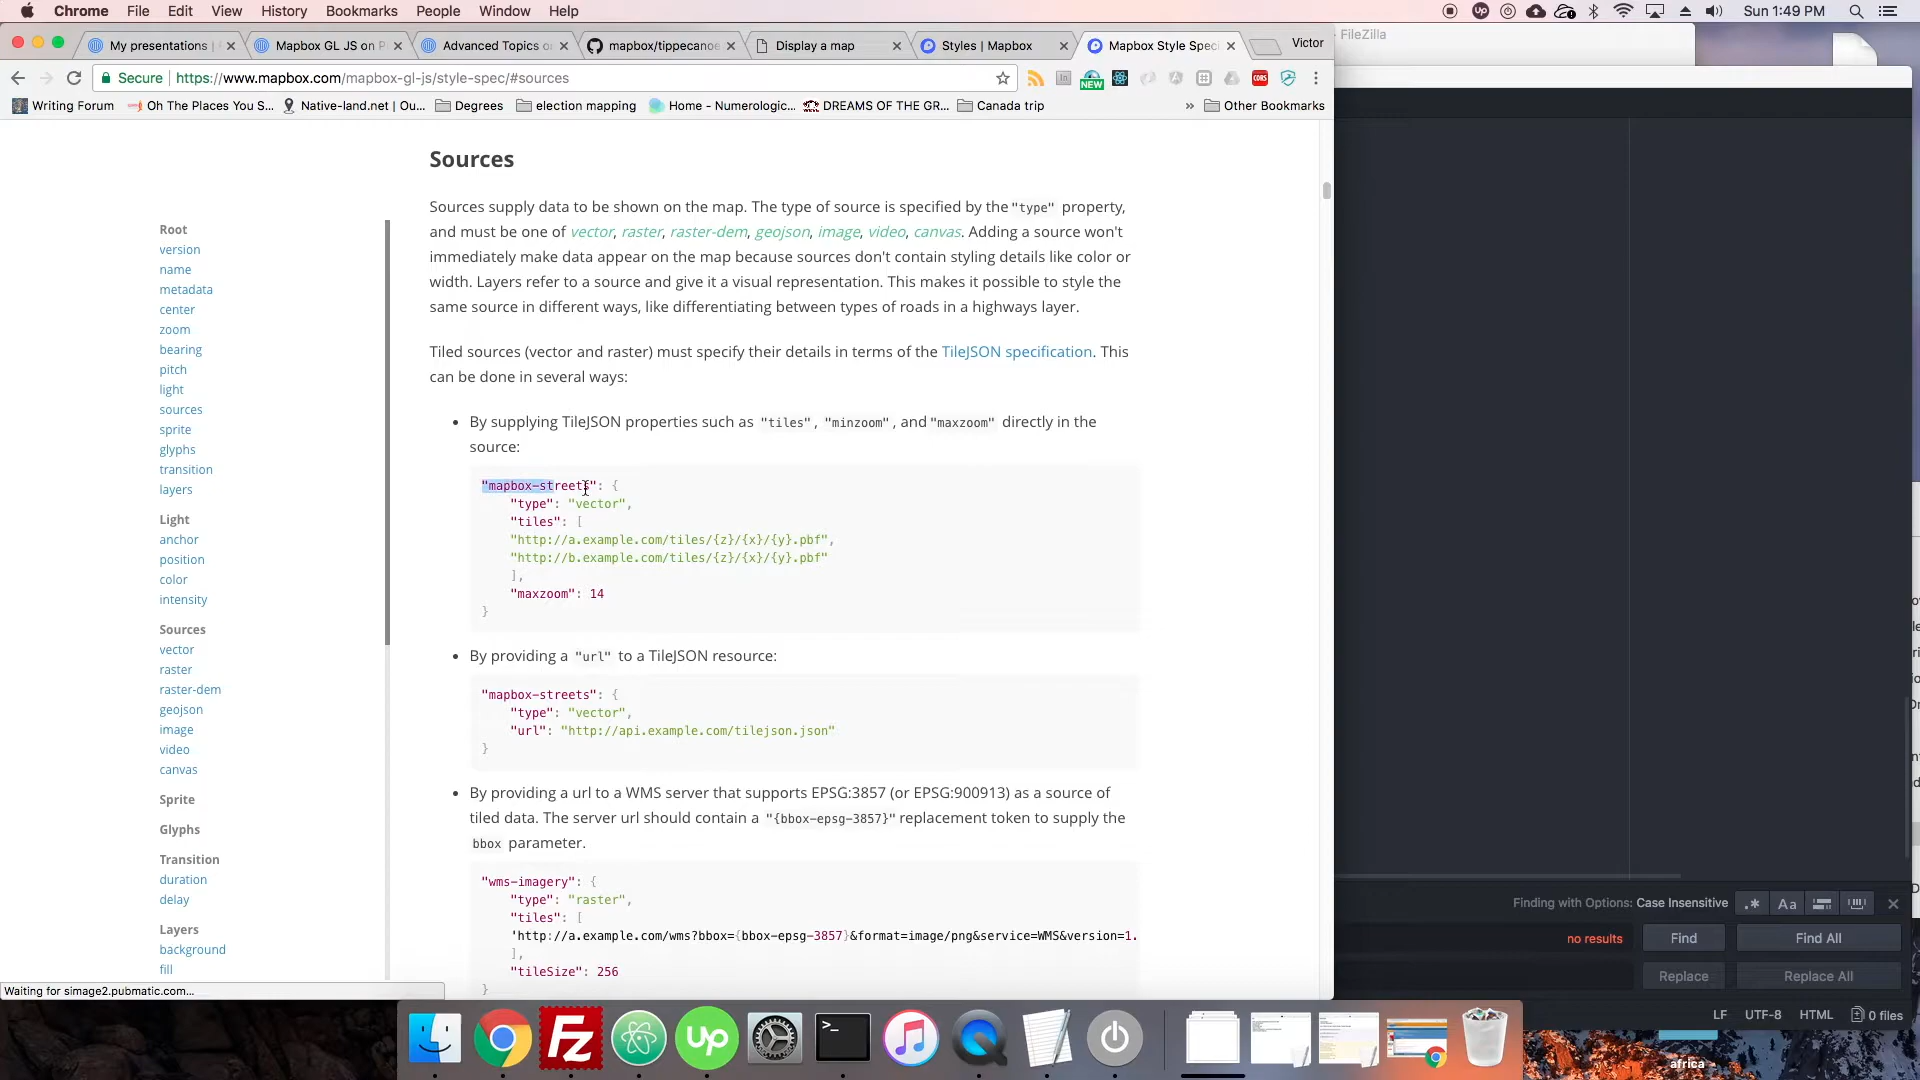 Chrome File Edit View History Bookmarks People Window Help
Up
Sun 1:49 PM
FileZilla
My presentations |
Mapbox GL JS on P
Advanced Topics o
mapbox/tippecanoe
Display a map
Styles | Mapbox
Mapbox Style Spec
Victor
Secure | https://www.mapbox.com/mapbox-gl-js/style-spec/#sources
in
NEW
CORS
Writing Forum
Oh The Places You S...
Native-land.net | Ou...
Degrees
election mapping
Home - Numerologic...
DREAMS OF THE GR...
Canada trip
» Other Bookmarks
Root
version
name
metadata
center
zoom
bearing
pitch
light
sources
sprite
glyphs
transition
layers
Light
anchor
position
color
intensity
Sources
vector
raster
raster-dem
geojson
image
video
canvas
Sprite
Glyphs
Transition
duration
delay
Layers
background
fill
Sources
Sources supply data to be shown on the map. The type of source is specified by the "type" property,
and must be one of vector, raster, raster-dem, geojson, image, video, canvas. Adding a source won't
immediately make data appear on the map because sources don't contain styling details like color or
width. Layers refer to a source and give it a visual representation. This makes it possible to style the
same source in different ways, like differentiating between types of roads in a highways layer.
Tiled sources (vector and raster) must specify their details in terms of the TileJSON specification. This
can be done in several ways:
• By supplying TileJSON properties such as "tiles", "minzoom", and "maxzoom" directly in the
source:
"mapbox-streets": {
"type": "vector",
"tiles": [
"http://a.example.com/tiles/{z}/{x}/{y}.pbf",
"http://b.example.com/tiles/{z}/{x}/{y}.pbf"
],
"maxzoom": 14
}
• By providing a "url" to a TileJSON resource:
"mapbox-streets": {
"type": "vector",
"url": "http://api.example.com/tilejson.json"
}
• By providing a url to a WMS server that supports EPSG:3857 (or EPSG:900913) as a source of
tiled data. The server url should contain a "{bbox-epsg-3857}" replacement token to supply the
bbox parameter.
"wms-imagery": {
"type": "raster",
"tiles": [
'http://a.example.com/wms?bbox={bbox-epsg-3857}&format=image/png&service=WMS&version=1.
],
"tileSize": 256
}
Waiting for simage2.pubmatic.com...
Finding with Options: Case Insensitive
.* Aa
no results
Find
Find All
Replace
Replace All
LF UTF-8 HTML 0 files
Fz
Up
>_
africa